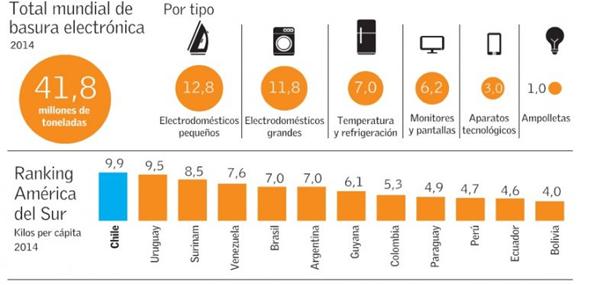 Total mundial de
basura electrónica
2014
41,8
millones de
toneladas
Por tipo
12,8
Electrodomésticos
pequeños
11,8
Electrodomésticos
grandes
7,0
Temperatura
y refrigeración
6,2
Monitores
y pantallas
3,0
Aparatos
tecnológicos
1,0
Ampolletas
Ranking
América
del Sur
Kilos per cápita
2014
9,9
Chile
9,5
Uruguay
8,5
Surinam
7,6
Venezuela
7,0
Brasil
7,0
Argentina
6,1
Guyana
5,3
Colombia
4,9
Paraguay
4,7
Perú
4,6
Ecuador
4,0
Bolivia